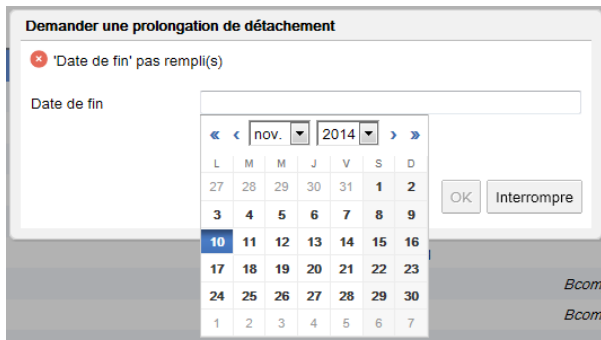 Demander une prolongation de détachement
'Date de fin' pas rempli(s)
Date de fin
« ‹ nov. 2014 › »
L M M J V S D
27 28 29 30 31 1 2
3 4 5 6 7 8 9
OK Interrompre
10 11 12 13 14 15 16
17 18 19 20 21 22 23
Bcom
24 25 26 27 28 29 30
Bcom
1 2 3 4 5 6 7